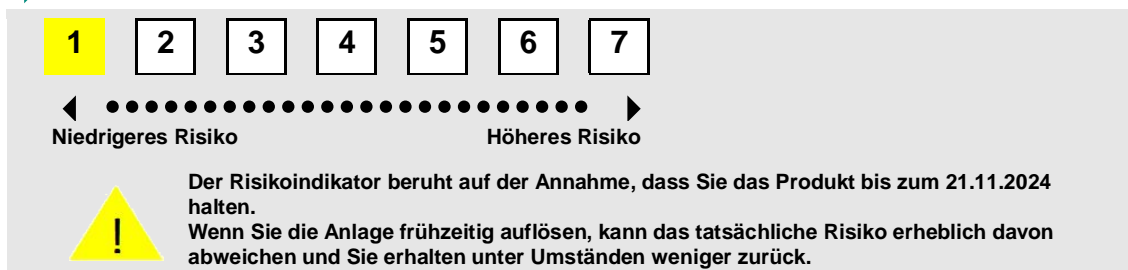 1 2 3 4 5 6 7
Niedrigeres Risiko Höheres Risiko
Der Risikoindikator beruht auf der Annahme, dass Sie das Produkt bis zum 21.11.2024
halten.
Wenn Sie die Anlage frühzeitig auflösen, kann das tatsächliche Risiko erheblich davon
abweichen und Sie erhalten unter Umständen weniger zurück.
!